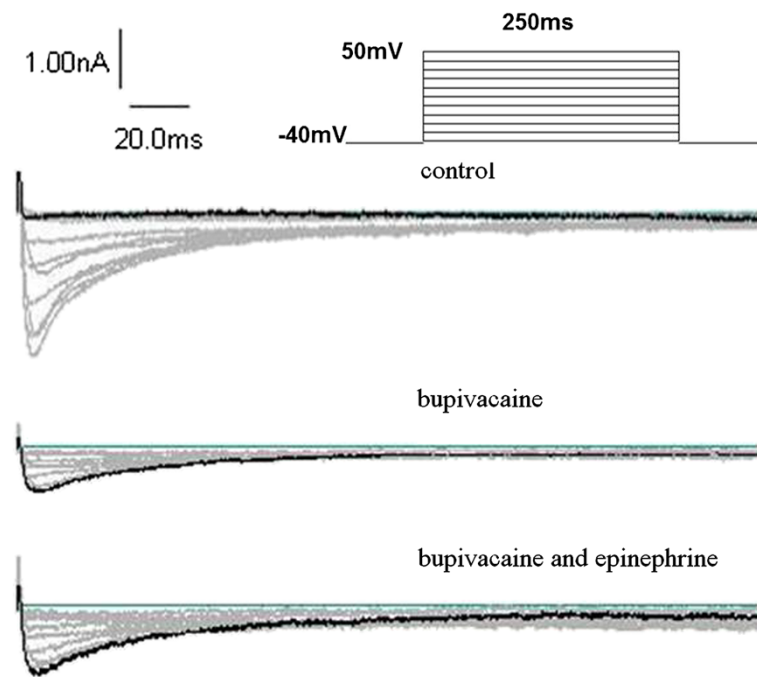 250ms
50mV
1.00nA
20.0ms
-40mV
control
bupivacaine
bupivacaine and epinephrine